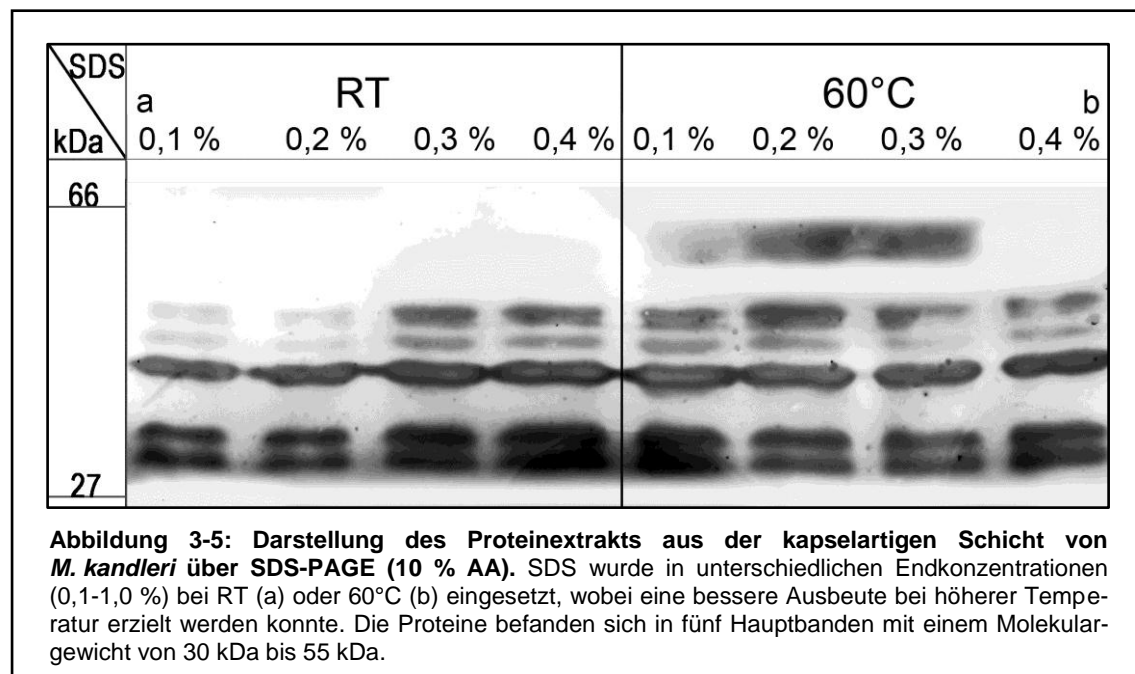 SDS
a RT 60°C b
kDa 0,1 % 0,2 % 0,3 % 0,4 % 0,1 % 0,2 % 0,3 % 0,4 %
66
27
Abbildung 3-5: Darstellung des Proteinextrakts aus der kapselartigen Schicht von
M. kandleri über SDS-PAGE (10 % AA). SDS wurde in unterschiedlichen Endkonzentrationen
(0,1-1,0 %) bei RT (a) oder 60°C (b) eingesetzt, wobei eine bessere Ausbeute bei höherer Tempe-
ratur erzielt werden konnte. Die Proteine befanden sich in fünf Hauptbanden mit einem Molekular-
gewicht von 30 kDa bis 55 kDa.